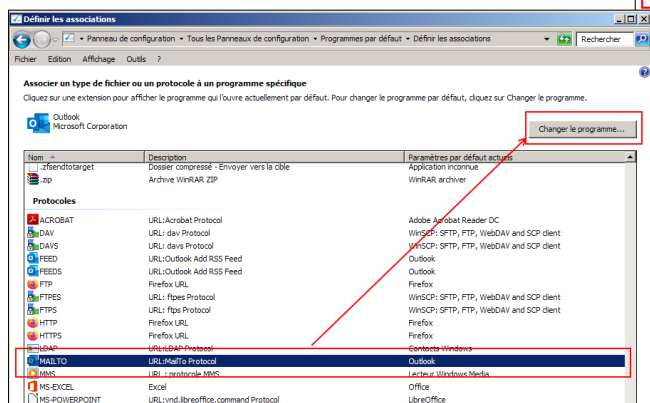 Définir les associations
Panneau de configuration Tous les Panneaux de configuration Programmes par défaut Définir les associations Rechercher
Fichier Edition Affichage Outils ?
Associer un type de fichier ou un protocole à un programme spécifique
Cliquez sur une extension pour afficher le programme qui l'ouvre actuellement par défaut. Pour changer le programme par défaut, cliquez sur Changer le programme.
Outlook
Microsoft Corporation
Changer le programme...
Nom Description Paramètres par défaut actuels
.zfsendtotarget Dossier compressé - Envoyer vers la cible Application inconnue
.zip Archive WinRAR ZIP WinRAR archiver
Protocoles
ACROBAT URL:Acrobat Protocol Adobe Acrobat Reader DC
DAV URL: dav Protocol WinSCP: SFTP, FTP, WebDAV and SCP client
DAVS URL: davs Protocol WinSCP: SFTP, FTP, WebDAV and SCP client
FEED URL:Outlook Add RSS Feed Outlook
FEEDS URL:Outlook Add RSS Feed Outlook
FTP Firefox URL Firefox
FTPES URL: ftpes Protocol WinSCP: SFTP, FTP, WebDAV and SCP client
FTPS URL: ftps Protocol WinSCP: SFTP, FTP, WebDAV and SCP client
HTTP Firefox URL Firefox
HTTPS Firefox URL Firefox
LDAP URL:LDAP Protocol Contacts Windows
MAILTO URL:MailTo Protocol Outlook
MMS URL : protocole MMS Lecteur Windows Media
MS-EXCEL Excel Office
MS-POWERPOINT URL:vnd.libreoffice.command Protocol LibreOffice